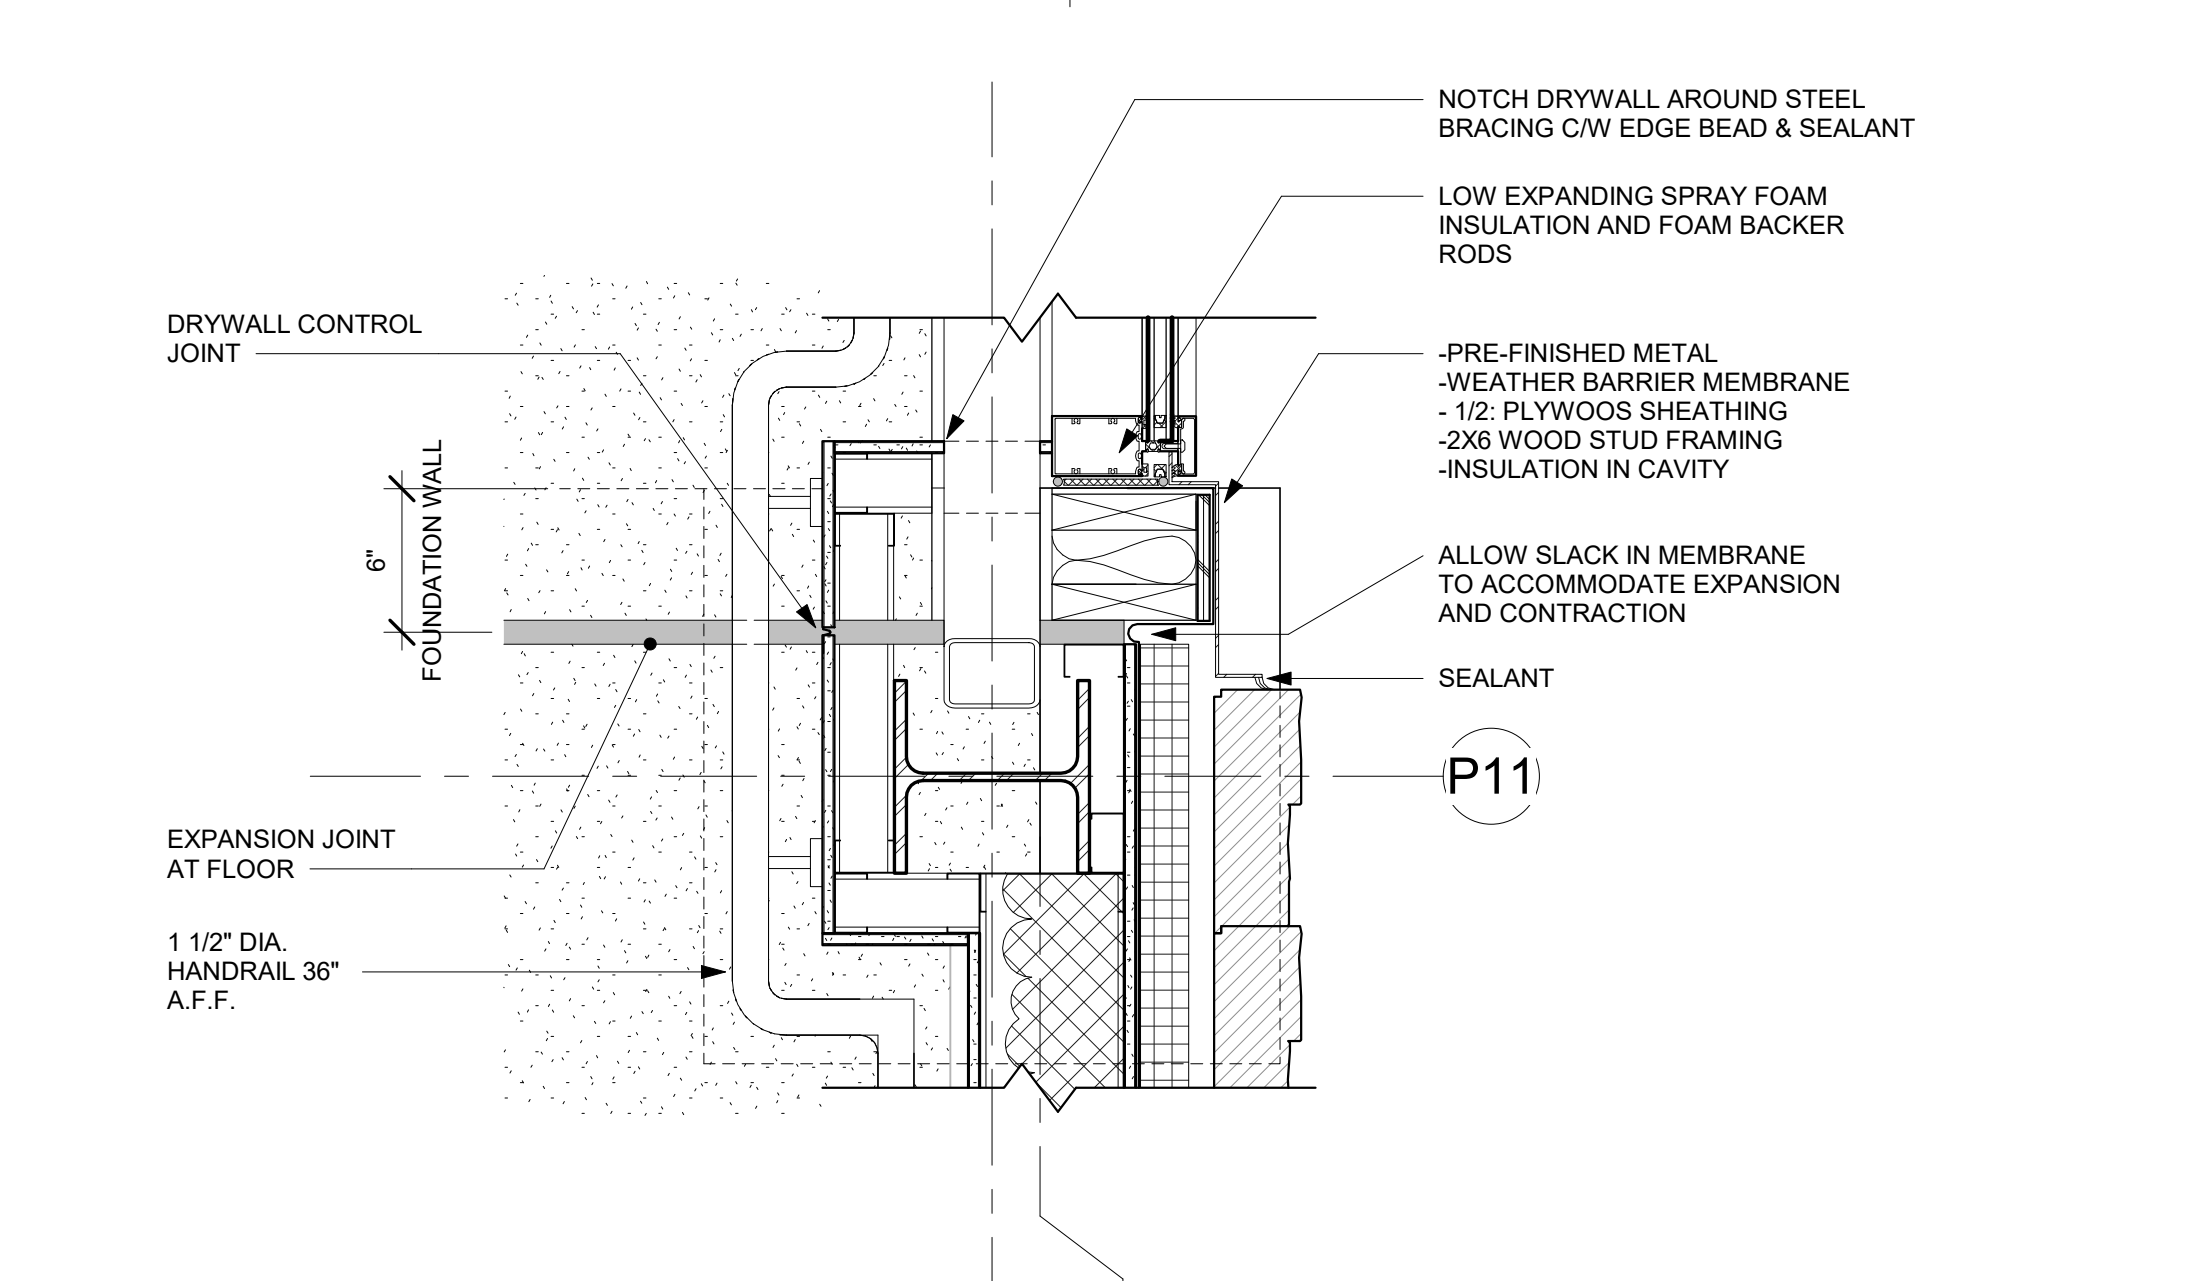 NOTCH DRYWALL AROUND STEEL
BRACING C/W EDGE BEAD & SEALANT
LOW EXPANDING SPRAY FOAM
INSULATION AND FOAM BACKER
RODS
DRYWALL CONTROL
JOINT
-PRE-FINISHED METAL
-WEATHER BARRIER MEMBRANE
- 1/2: PLYWOOS SHEATHING
-2X6 WOOD STUD FRAMING
-INSULATION IN CAVITY
6"
FOUNDATION WALL
ALLOW SLACK IN MEMBRANE
TO ACCOMMODATE EXPANSION
AND CONTRACTION
SEALANT
P11
EXPANSION JOINT
AT FLOOR
1 1/2" DIA.
HANDRAIL 36"
A.F.F.